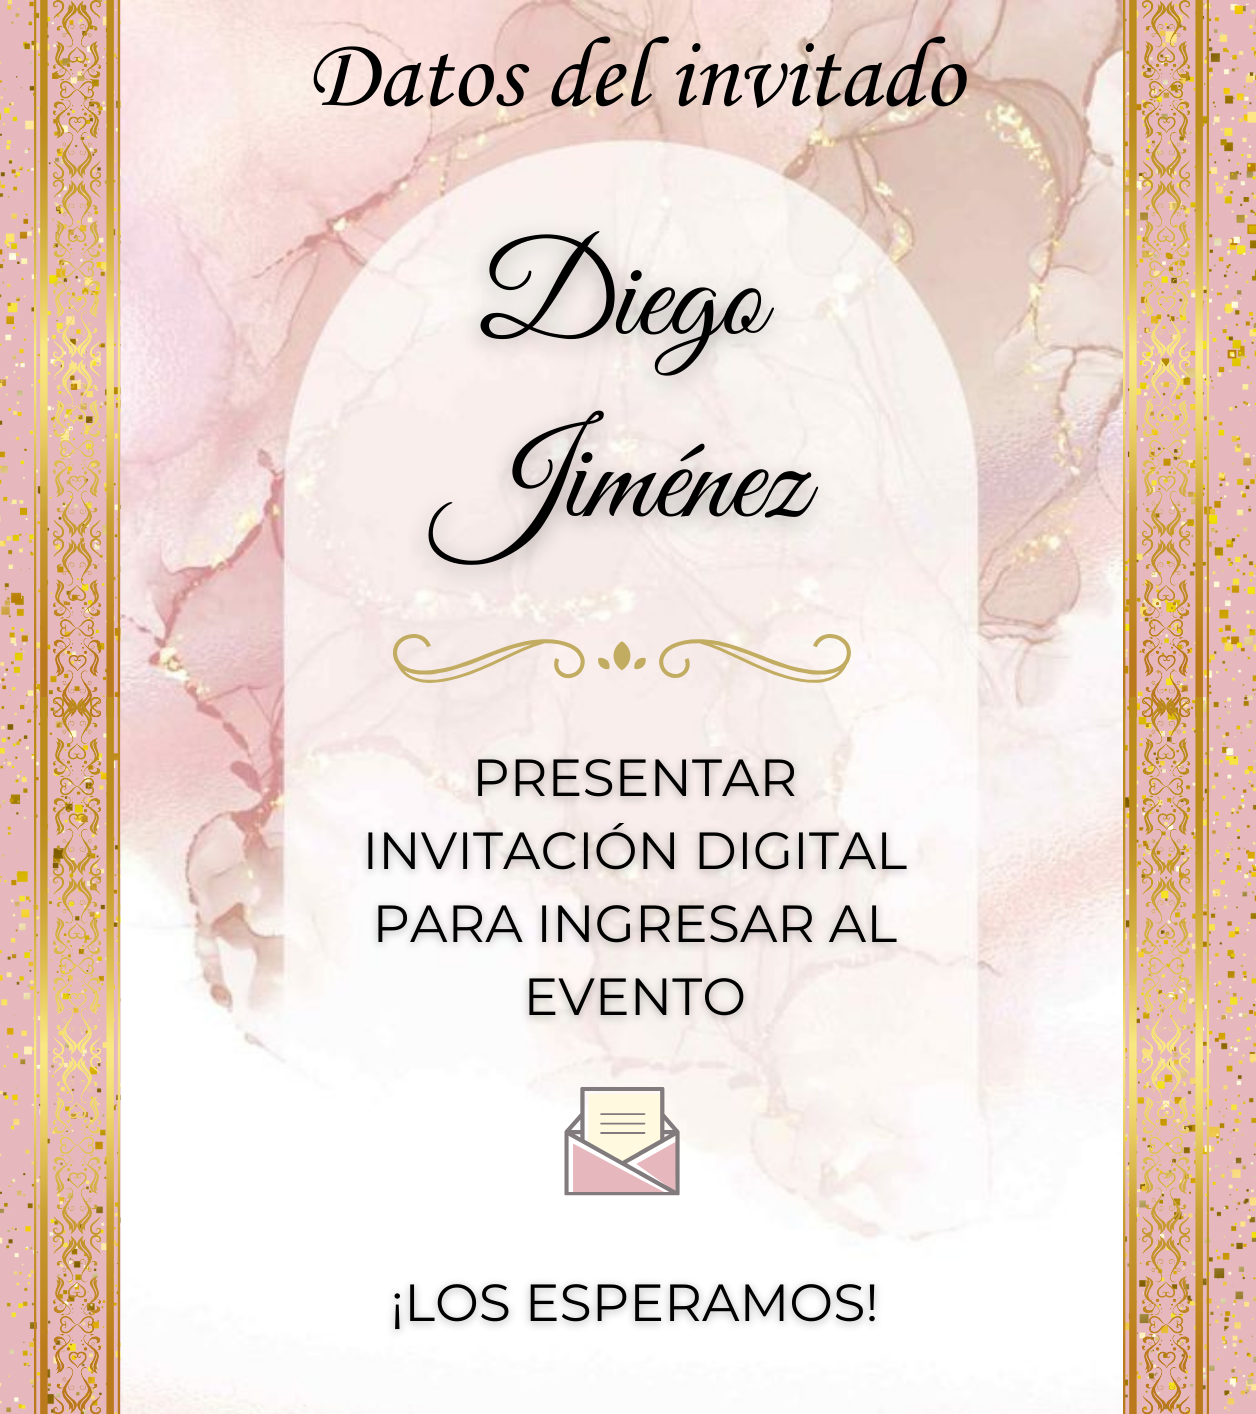 Datos del invitado
Diego
Jiménez
PRESENTAR
INVITACIÓN DIGITAL
PARA INGRESAR AL
EVENTO
¡LOS ESPERAMOS!